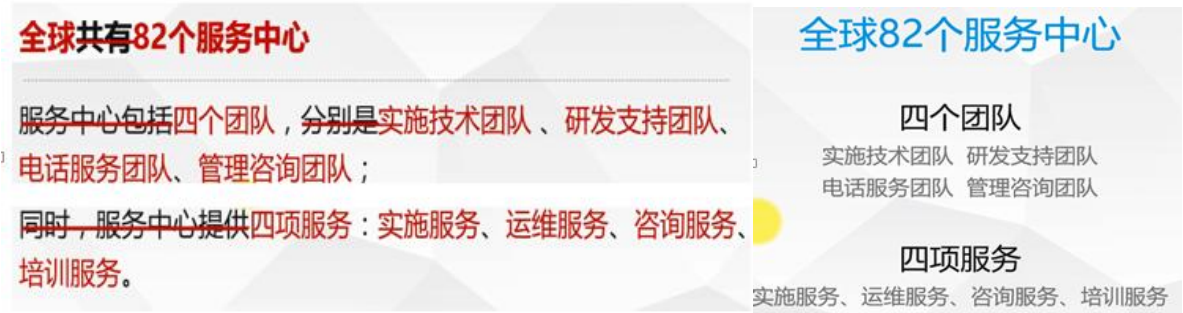 全球共有82个服务中心
服务中心包括四个团队，分别是实施技术团队、研发支持团队、
电话服务团队、管理咨询团队；
同时，服务中心提供四项服务：实施服务、运维服务、咨询服务、
培训服务。
全球82个服务中心
四个团队
实施技术团队 研发支持团队
电话服务团队 管理咨询团队
四项服务
实施服务、运维服务、咨询服务、培训服务